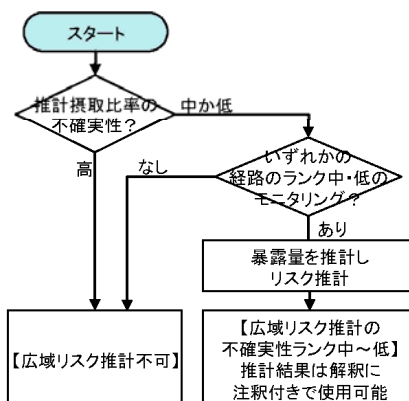 スタート
推計摂取比率の
不確実性？
中か低
高
いずれかの
経路のランク中・低の
モニタリング？
なし
あり
暴露量を推計し
リスク推計
【広域リスク推計不可】
【広域リスク推計の
不確実性ランク中～低】
推計結果は解釈に
注釈付きで使用可能